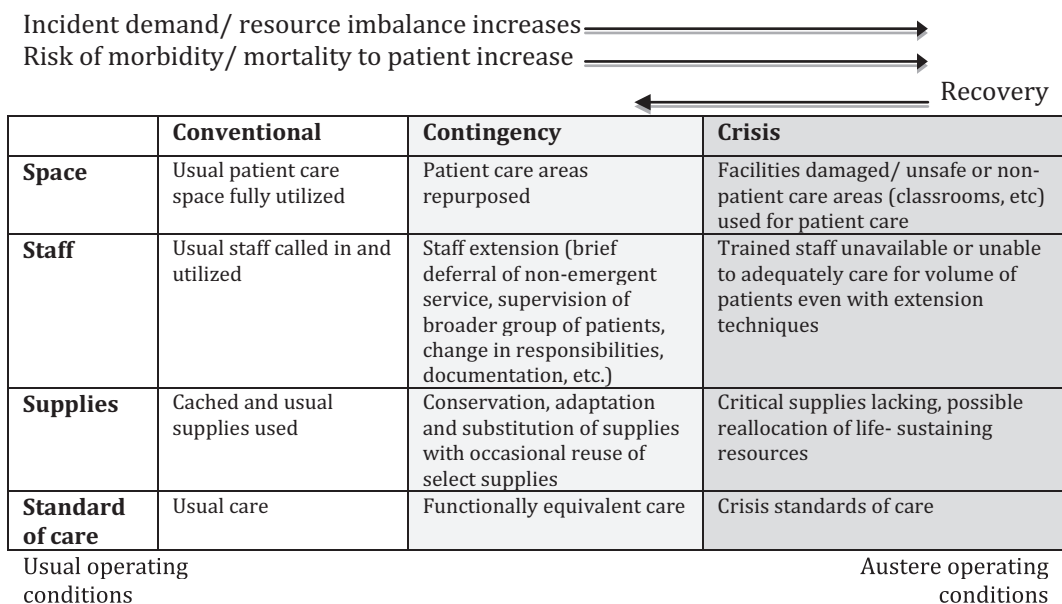 Incident demand/ resource imbalance increases
Risk of morbidity/ mortality to patient increase
Recovery
Conventional
Contingency
Crisis
Space
Usual patient care
space fully utilized
Patient care areas
repurposed
Facilities damaged/ unsafe or non-
patient care areas (classrooms, etc)
used for patient care
Staff
Usual staff called in and
utilized
Staff extension (brief
deferral of non-emergent
service, supervision of
broader group of patients,
change in responsibilities,
documentation, etc.)
Trained staff unavailable or unable
to adequately care for volume of
patients even with extension
techniques
Supplies
Cached and usual
supplies used
Conservation, adaptation
and substitution of supplies
with occasional reuse of
select supplies
Critical supplies lacking, possible
reallocation of life- sustaining
resources
Standard
of care
Usual care
Functionally equivalent care
Crisis standards of care
Usual operating
conditions
Austere operating
conditions